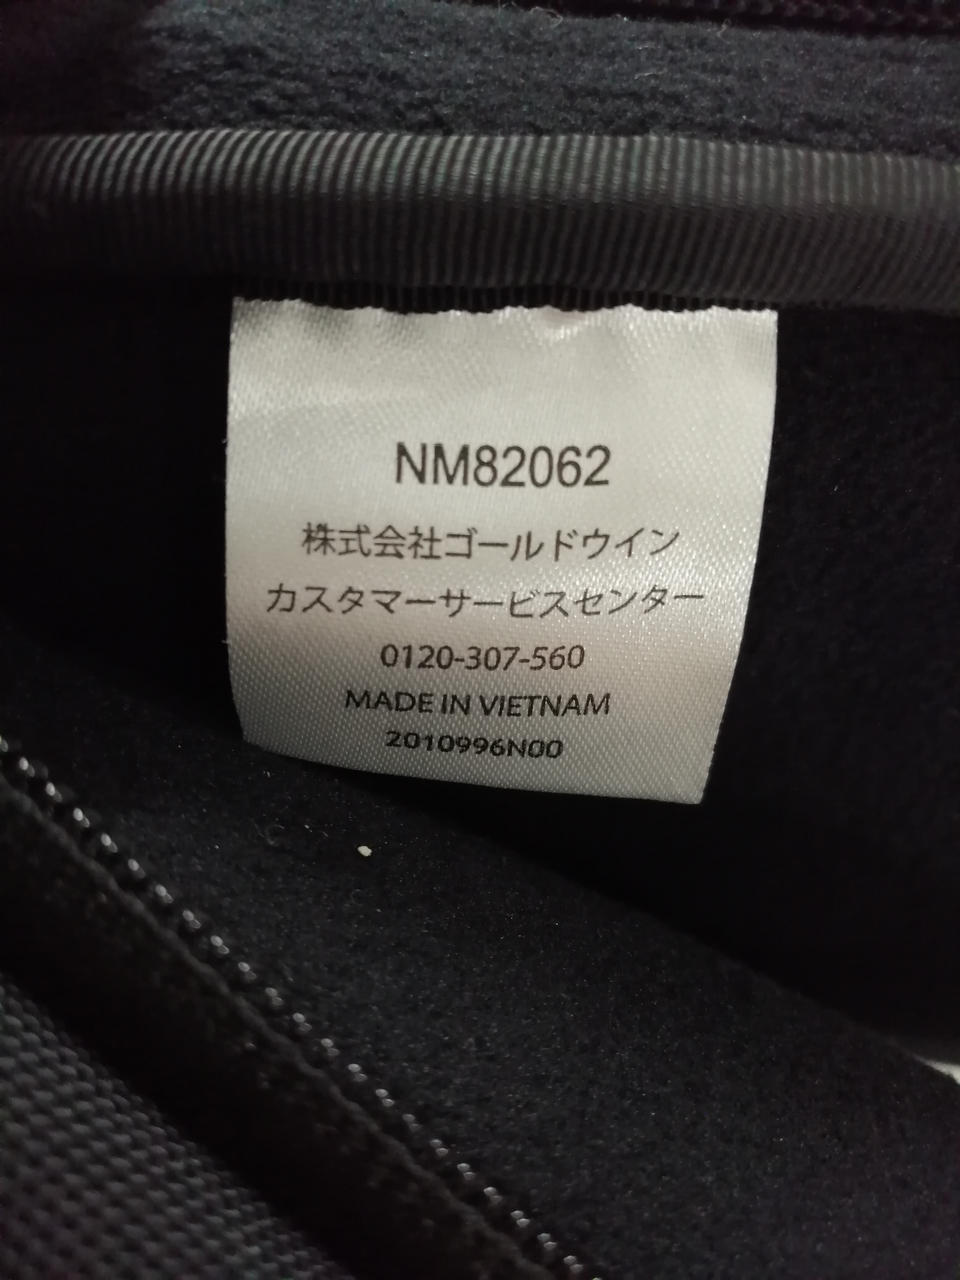 NM82062
株式会社ゴールドウイン
カスタマーサービスセンター
0120-307-560
MADE IN VIETNAM
2010996N00